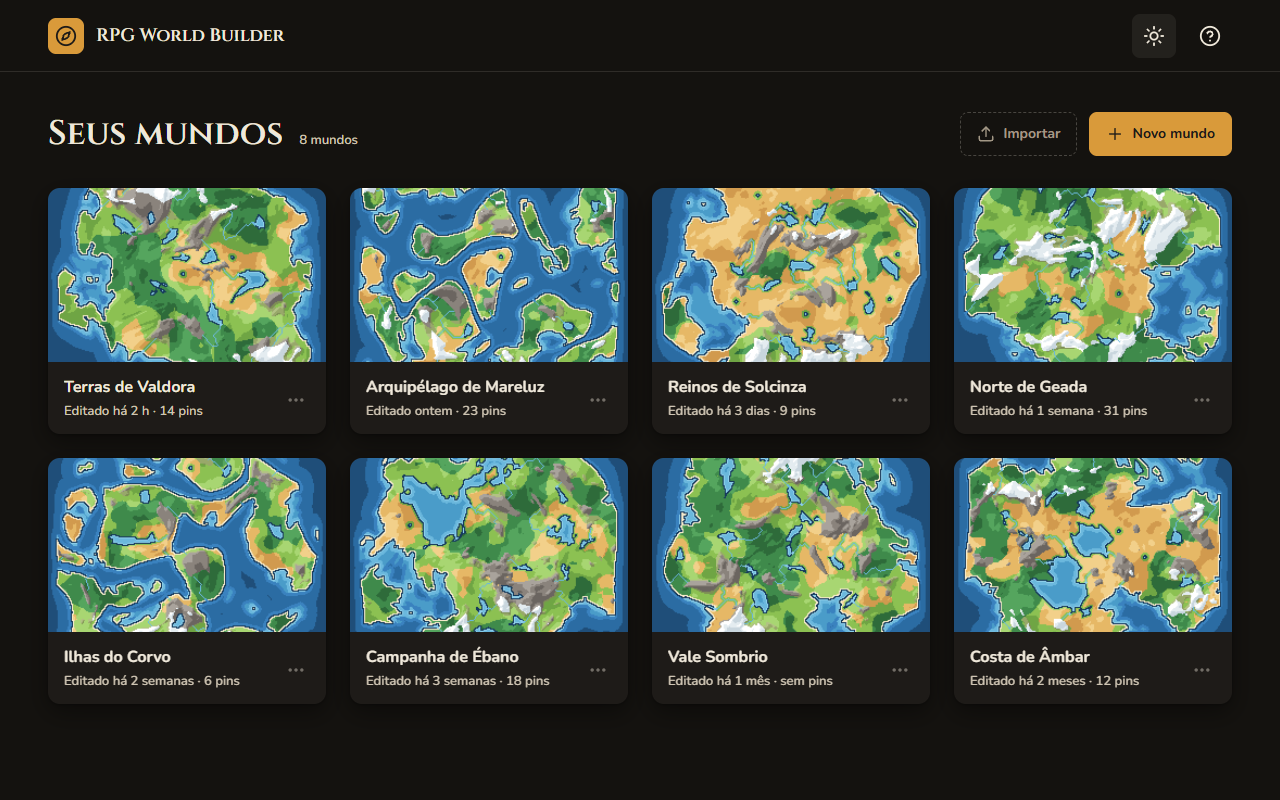 RPG World Builder
Seus mundos
8 mundos
Importar
Novo mundo
Terras de Valdora
Editado há 2 h · 14 pins
Arquipélago de Mareluz
Editado ontem · 23 pins
Reinos de Solcinza
Editado há 3 dias · 9 pins
Norte de Geada
Editado há 1 semana · 31 pins
Ilhas do Corvo
Editado há 2 semanas · 6 pins
Campanha de Ébano
Editado há 3 semanas · 18 pins
Vale Sombrio
Editado há 1 mês · sem pins
Costa de Âmbar
Editado há 2 meses · 12 pins